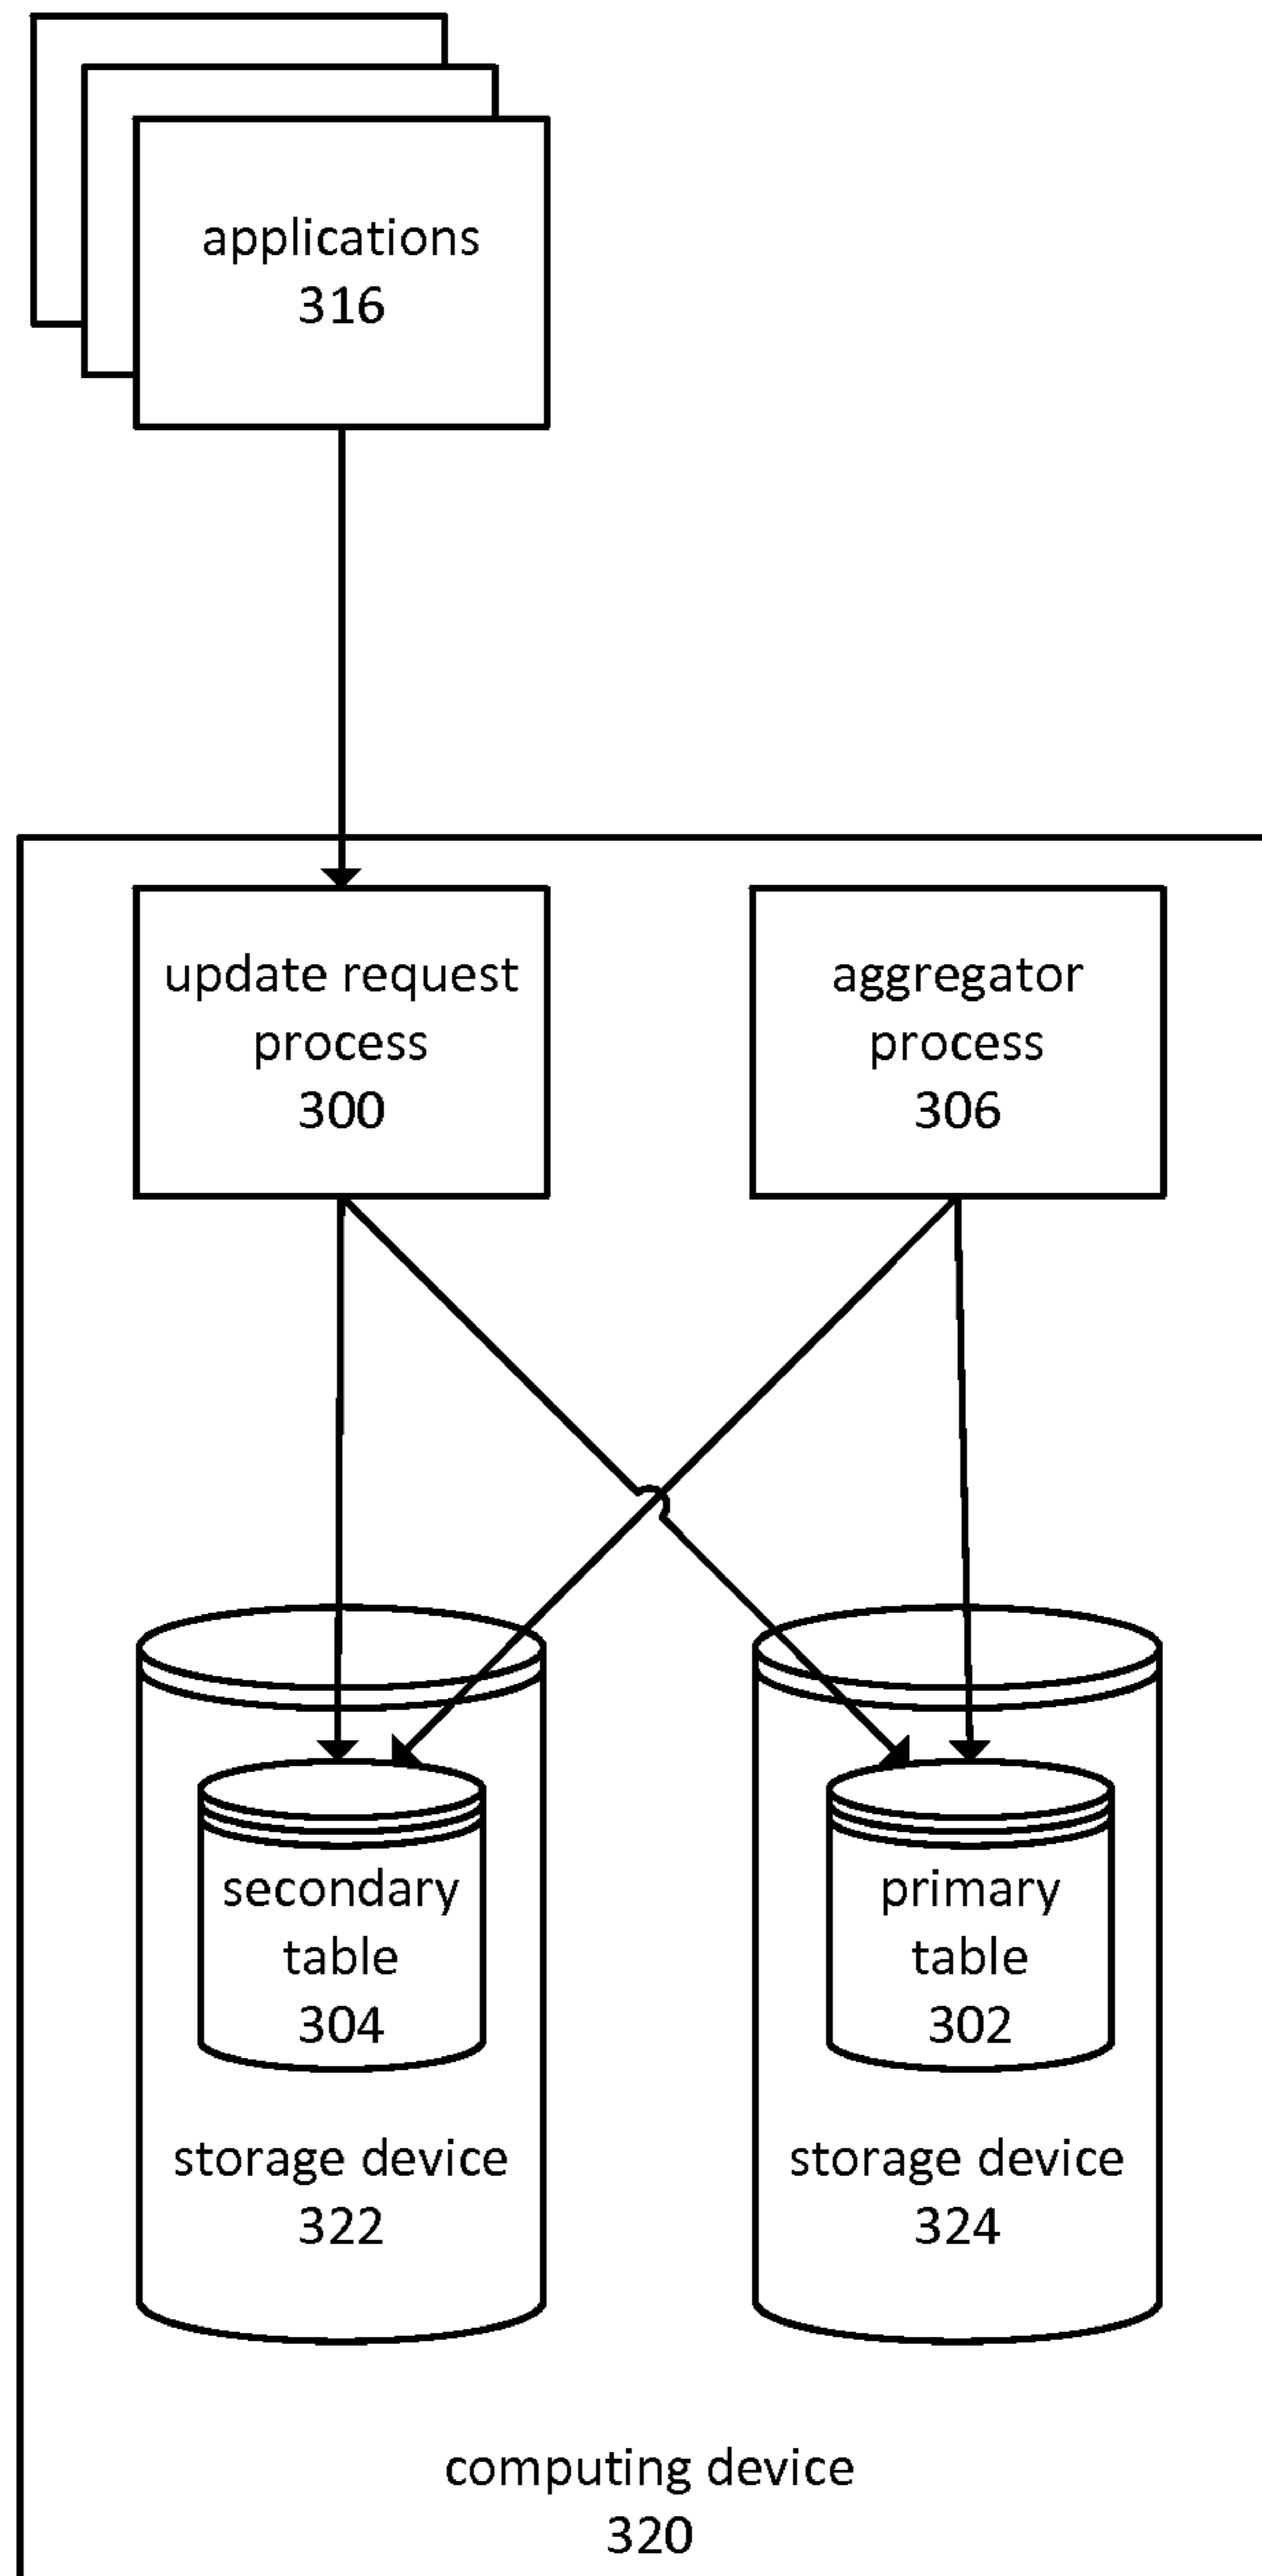 applications
316
update request
process
300
aggregator
process
306
secondary
table
304
primary
table
302
storage device
322
storage device
324
computing device
320